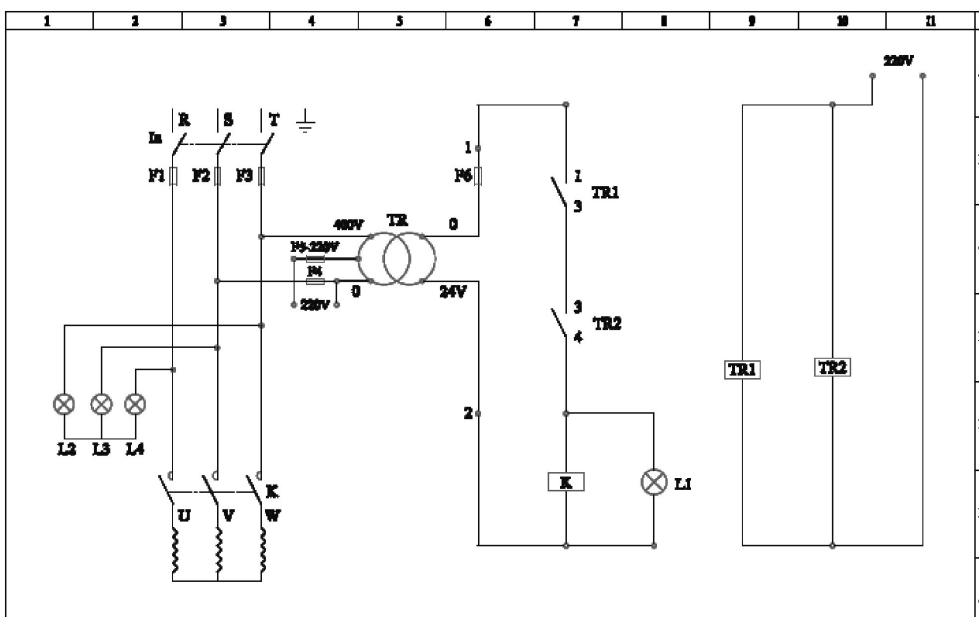 1 2 3 4 5 6 7 8 9 10 11
220V
R S T
In
1
F1 F2 F3
F6
1
TR1
3
400V TR 0
F5-220V
F4
220V 0 24V
3
TR2
4
TR1 TR2
2
L2 L3 L4
K
K L1
U V W